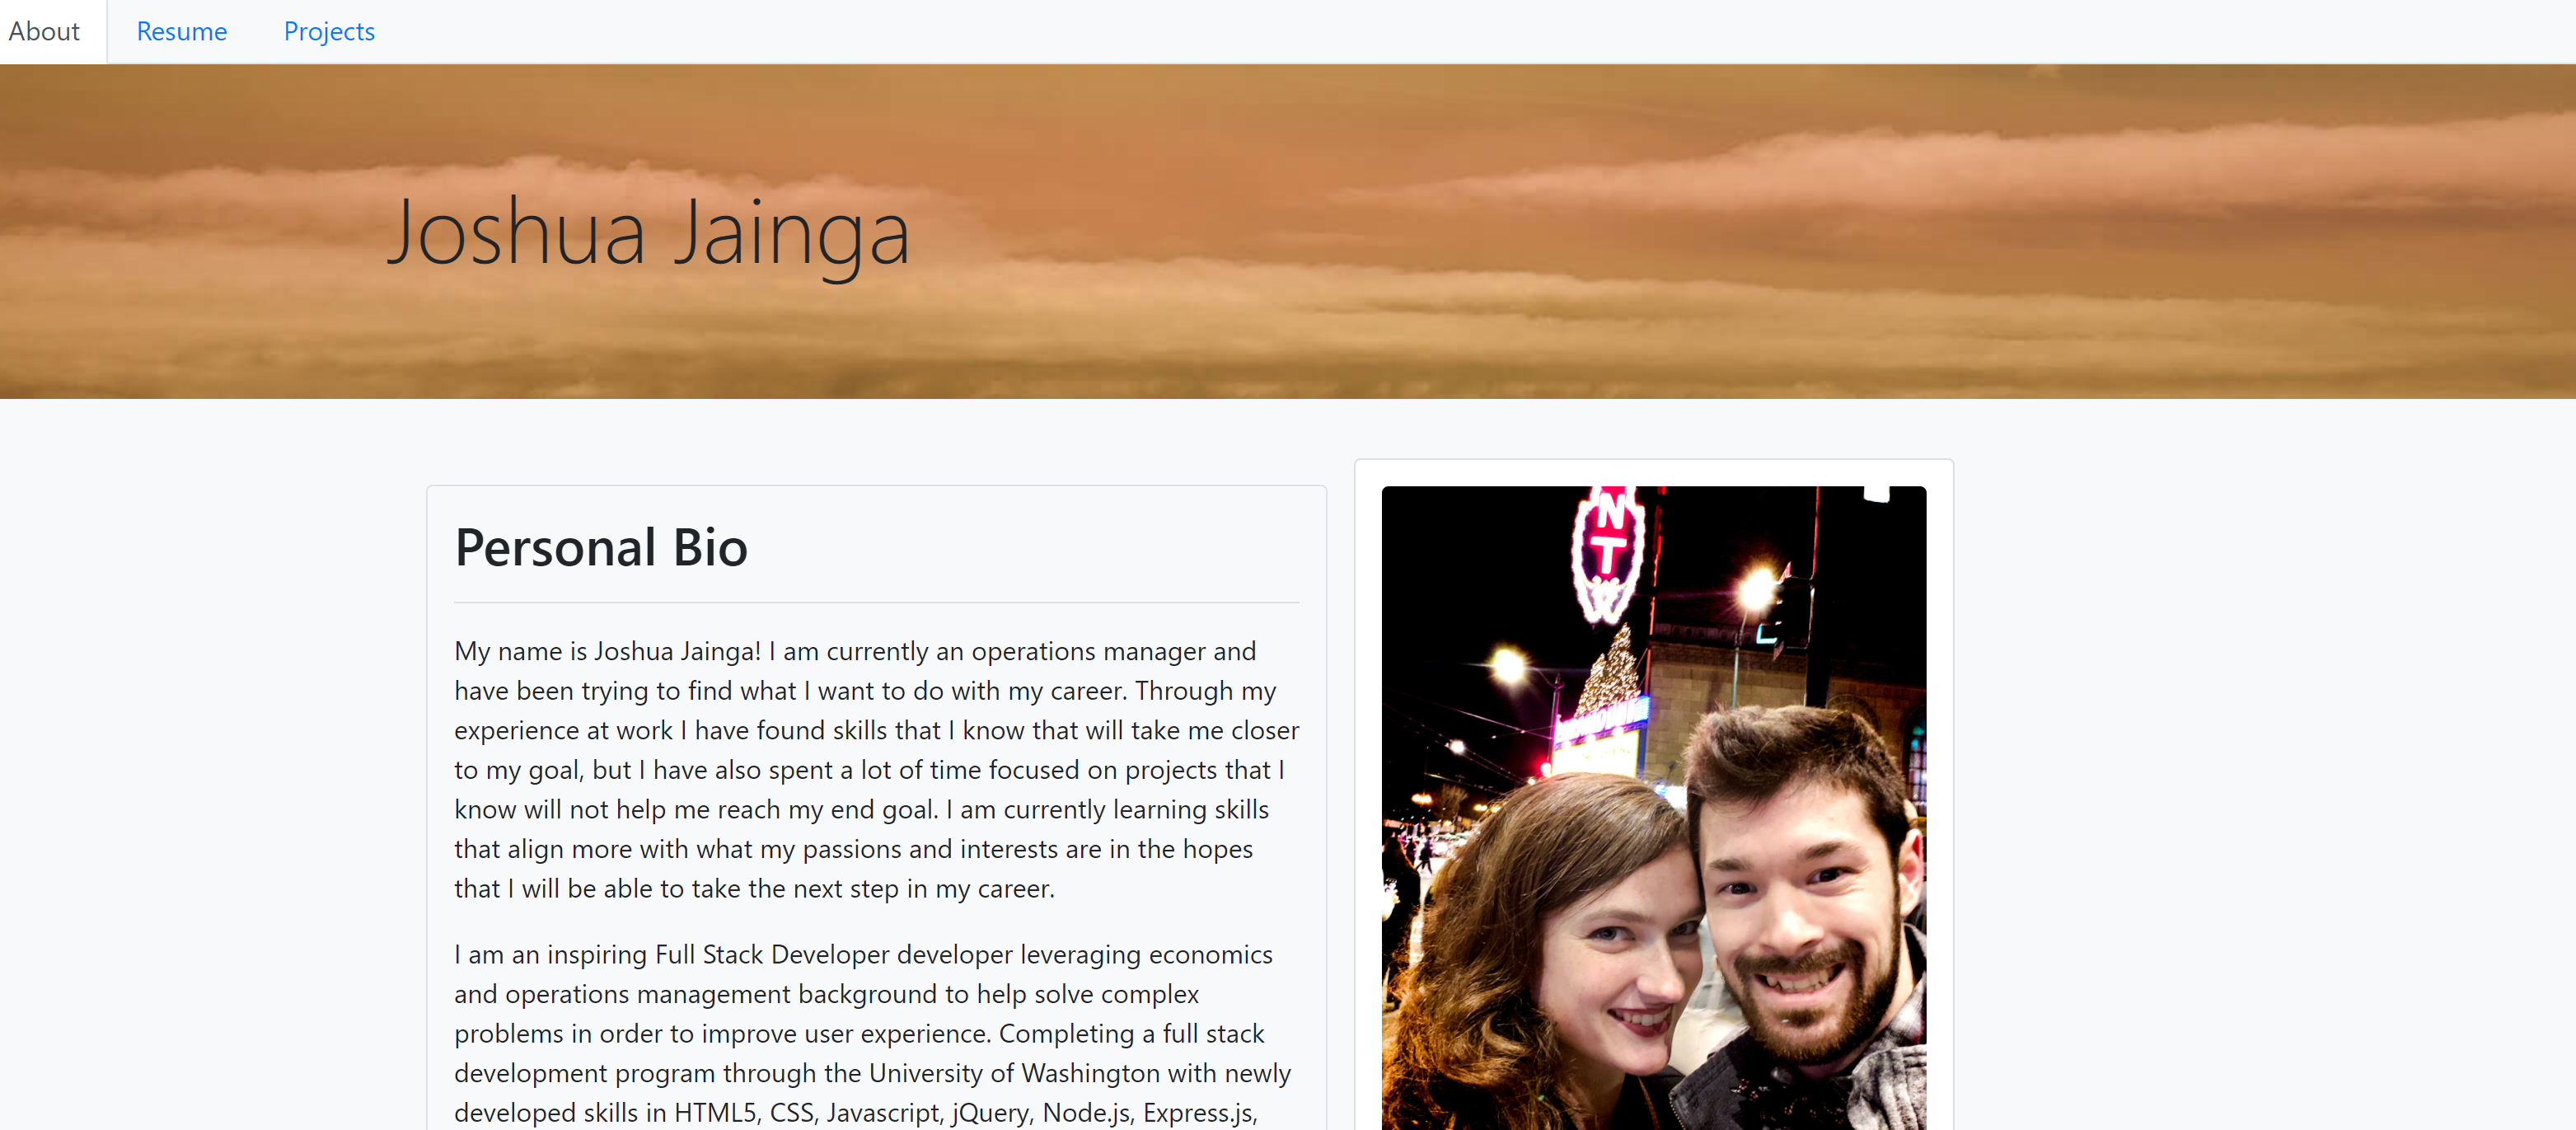 About Resume Projects
Joshua Jainga
Personal Bio
My name is Joshua Jainga! I am currently an operations manager and
have been trying to find what I want to do with my career. Through my
experience at work I have found skills that I know that will take me closer
to my goal, but I have also spent a lot of time focused on projects that I
know will not help me reach my end goal. I am currently learning skills
that align more with what my passions and interests are in the hopes
that I will be able to take the next step in my career.
I am an inspiring Full Stack Developer developer leveraging economics
and operations management background to help solve complex
problems in order to improve user experience. Completing a full stack
development program through the University of Washington with newly
developed skills in HTML5, CSS, Javascript, jQuery, Node.js, Express.js,
N
T